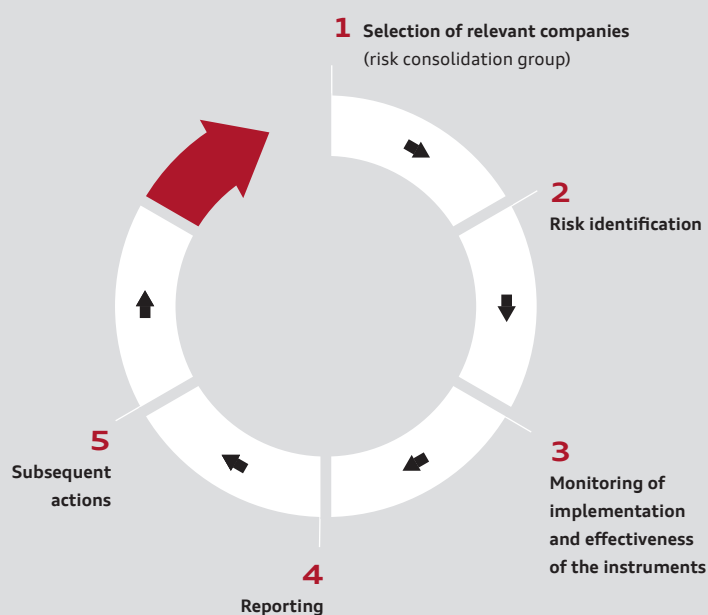 1 Selection of relevant companies
(risk consolidation group)
2
Risk identification
3
Monitoring of
implementation
and effectiveness
of the instruments
4
Reporting
5
Subsequent
actions